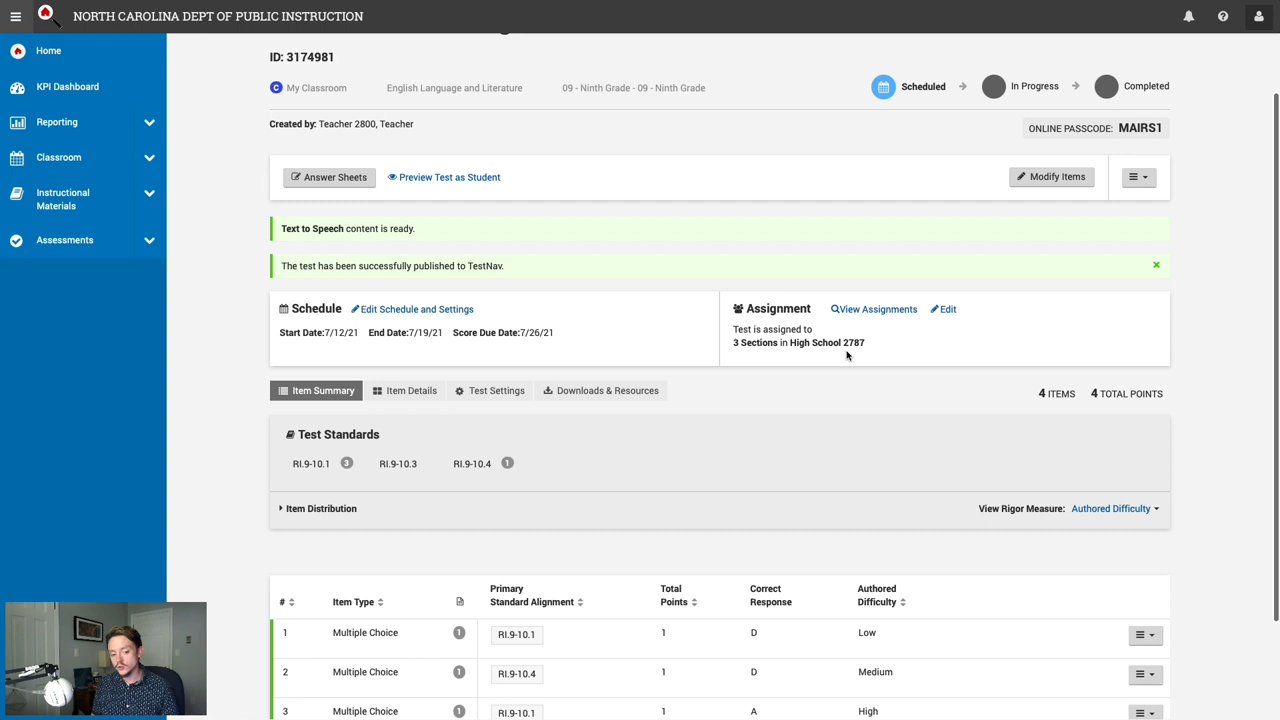 NORTH CAROLINA DEPT OF PUBLIC INSTRUCTION
Home
KPI Dashboard
Reporting
Classroom
Instructional
Materials
Assessments
ID: 3174981
C My Classroom English Language and Literature 09 - Ninth Grade - 09 - Ninth Grade
Scheduled In Progress Completed
Created by: Teacher 2800, Teacher
ONLINE PASSCODE: MAIRS1
Answer Sheets Preview Test as Student Modify Items
Text to Speech content is ready.
The test has been successfully published to TestNav.
Schedule Edit Schedule and Settings
Start Date:7/12/21 End Date:7/19/21 Score Due Date:7/26/21
Assignment View Assignments Edit
Test is assigned to
3 Sections in High School 2787
Item Summary Item Details Test Settings Downloads & Resources
4 ITEMS 4 TOTAL POINTS
Test Standards
RI.9-10.1 3 RI.9-10.3 RI.9-10.4 1
Item Distribution View Rigor Measure: Authored Difficulty
# Item Type Primary Standard Alignment Total Points Correct Response Authored Difficulty
1 Multiple Choice 1 RI.9-10.1 1 D Low
2 Multiple Choice 1 RI.9-10.4 1 D Medium
3 Multiple Choice 1 RI.9-10.1 1 A High